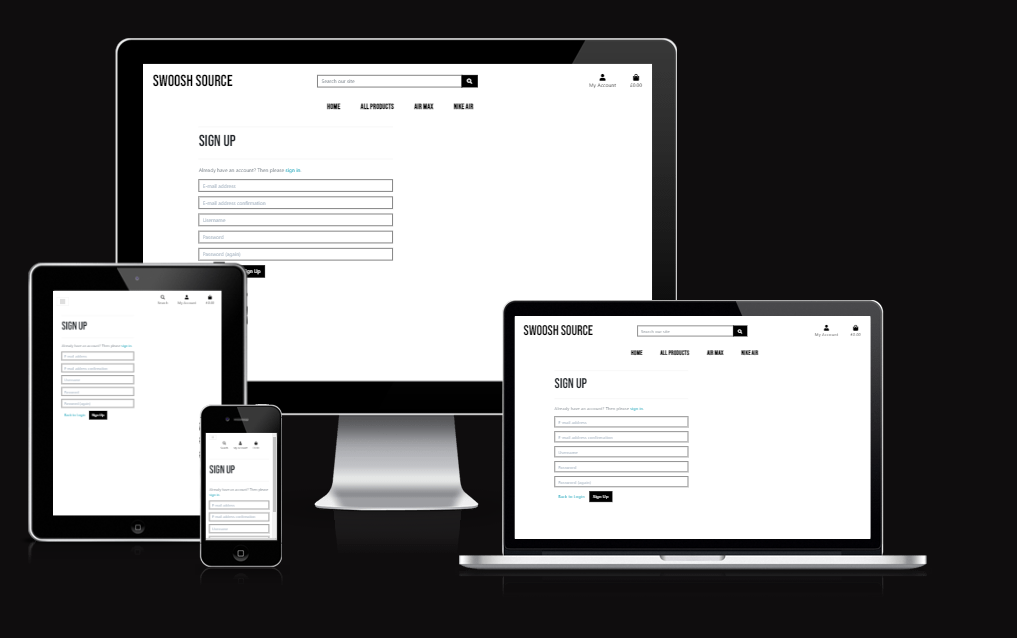 SWOOSH SOURCE
Search our site
My Account
£0.00
HOME ALL PRODUCTS AIR MAX NIKE AIR
SIGN UP
Already have an account? Then please sign in.
E-mail address
E-mail address confirmation
Username
Password
Password (again)
Sign Up
Search
My Account
£0.00
SIGN UP
Already have an account? Then please sign in.
E-mail address
E-mail address confirmation
Username
Password
Password (again)
Back to Login
Sign Up
Search
My Account
SIGN UP
Already have an account? Then please
sign in.
E-mail address
E-mail address confirmation
Username
SWOOSH SOURCE
Search our site
My Account
£0.00
HOME ALL PRODUCTS AIR MAX NIKE AIR
SIGN UP
Already have an account? Then please sign in.
E-mail address
E-mail address confirmation
Username
Password
Password (again)
Back to Login
Sign Up